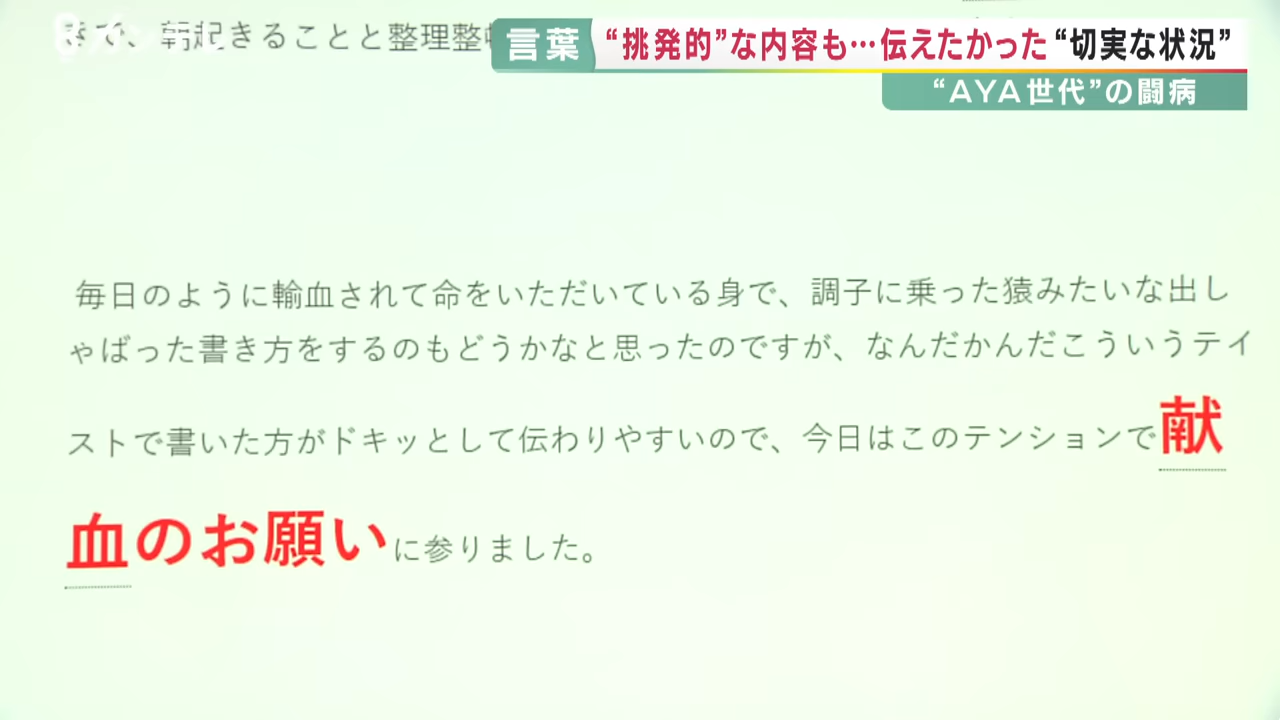 言葉 “挑発的”な内容も…伝えたかった“切実な状況”
“AYA世代”の闘病
きで、朝起きることと整理整
毎日のように輸血されて命をいただいている身で、調子に乗った猿みたいな出し
ゃばった書き方をするのもどうかなと思ったのですが、なんだかんだこういうテイ
ストで書いた方がドキッとして伝わりやすいので、今日はこのテンションで献
血のお願いに参りました。